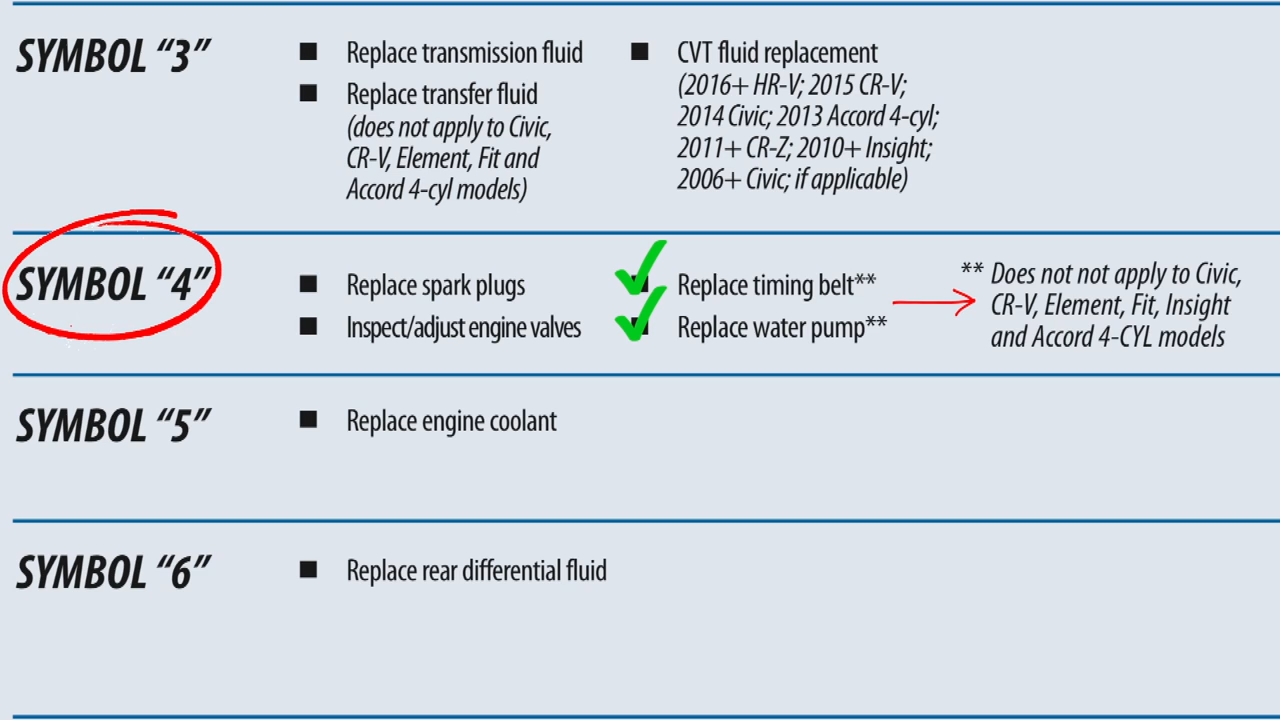 SYMBOL “3”
■ Replace transmission fluid
■ Replace transfer fluid
(does not apply to Civic,
CR-V, Element, Fit and
Accord 4-cyl models)
■ CVT fluid replacement
(2016+ HR-V; 2015 CR-V;
2014 Civic; 2013 Accord 4-cyl;
2011+ CR-Z; 2010+ Insight;
2006+ Civic; if applicable)
SYMBOL “4”
■ Replace spark plugs
■ Inspect/adjust engine valves
Replace timing belt**
Replace water pump**
** Does not not apply to Civic,
CR-V, Element, Fit, Insight
and Accord 4-CYL models
SYMBOL “5”
■ Replace engine coolant
SYMBOL “6”
■ Replace rear differential fluid